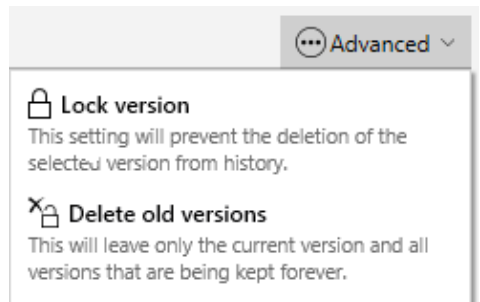 Advanced
Lock version
This setting will prevent the deletion of the
selected version from history.
Delete old versions
This will leave only the current version and all
versions that are being kept forever.